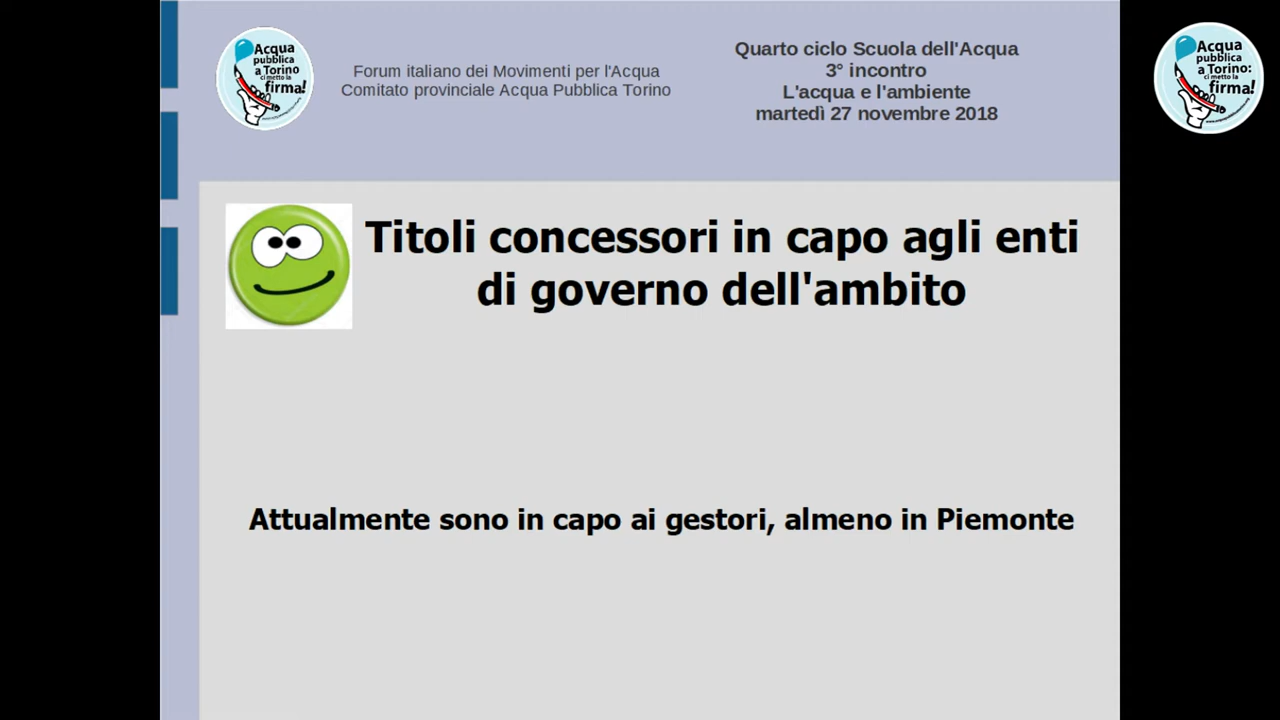 Acqua
pubblica
a Torino
ci metto la
firma!
Forum italiano dei Movimenti per l'Acqua
Comitato provinciale Acqua Pubblica Torino
Quarto ciclo Scuola dell'Acqua
3° incontro
L'acqua e l'ambiente
martedì 27 novembre 2018
Acqua
pubblica
a Torino:
ci metto la
firma!
Titoli concessori in capo agli enti
di governo dell'ambito
Attualmente sono in capo ai gestori, almeno in Piemonte